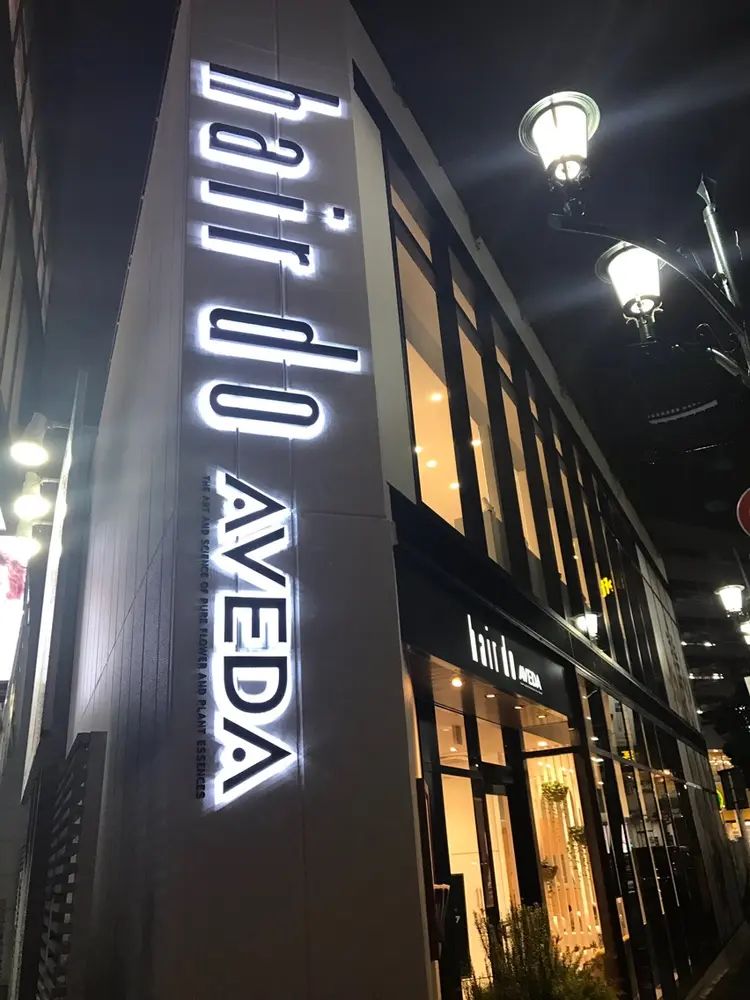 hair do AVEDA
THE ART AND SCIENCE OF PURE FLOWER AND PLANT ESSENCES
hair do AVEDA